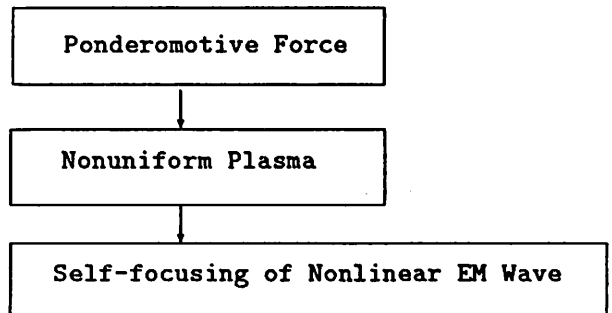 Ponderomotive Force
Nonuniform Plasma
Self-focusing of Nonlinear EM Wave